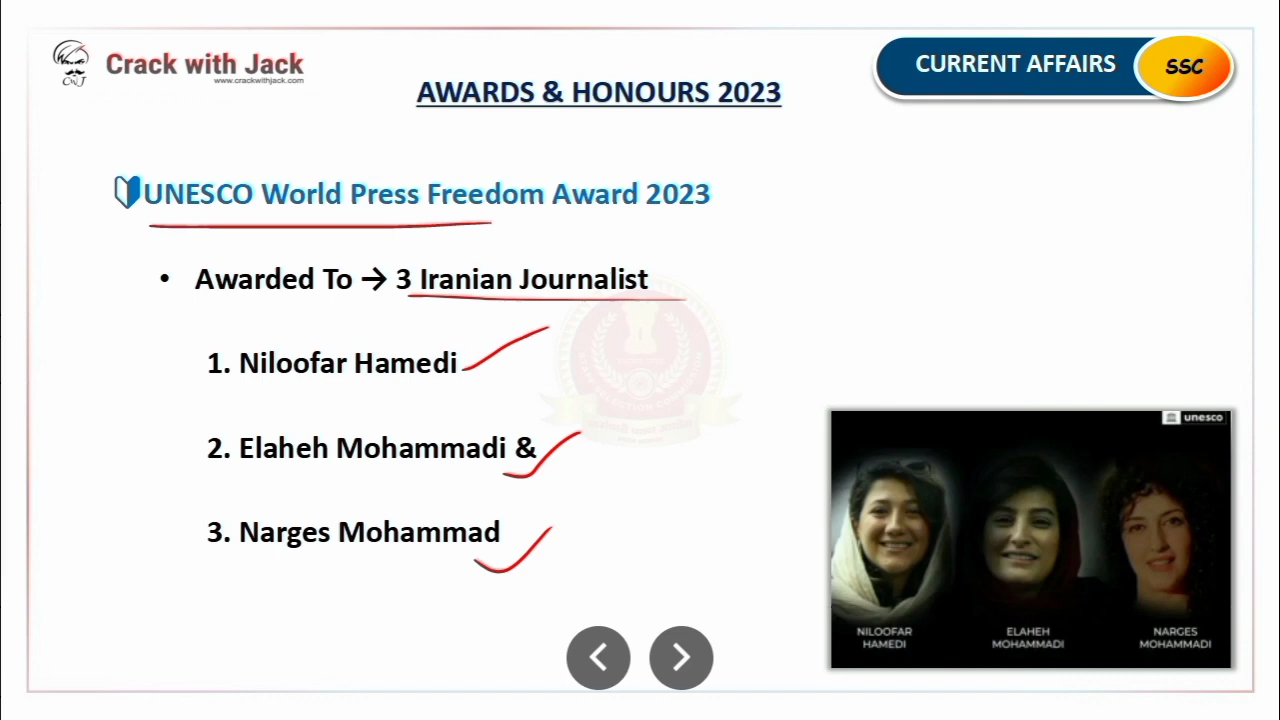 Crack with Jack
www.crackwithjack.com
CWJ
CURRENT AFFAIRS
SSC
AWARDS & HONOURS 2023
UNESCO World Press Freedom Award 2023
• Awarded To → 3 Iranian Journalist
1. Niloofar Hamedi
2. Elaheh Mohammadi &
3. Narges Mohammad
unesco
NILOOFAR
HAMEDI
ELAHEH
MOHAMMADI
NARGES
MOHAMMADI